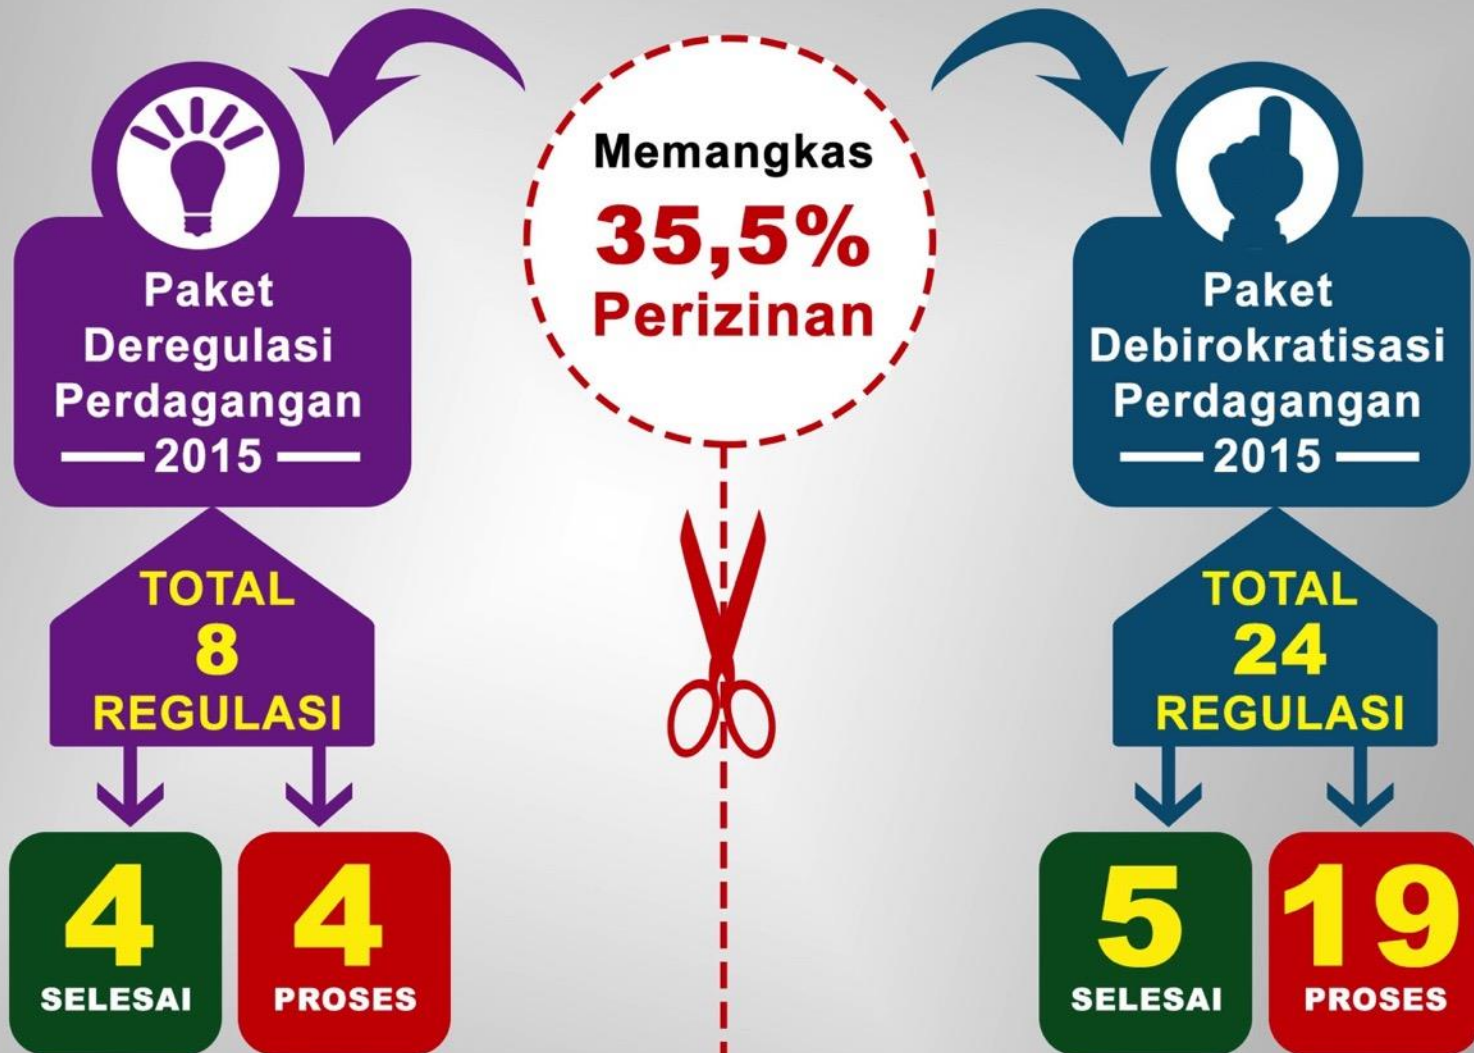 Memangkas
35,5%
Perizinan
Paket
Deregulasi
Perdagangan
2015
TOTAL
8
REGULASI
4
SELESAI
4
PROSES
Paket
Debirokratisasi
Perdagangan
2015
TOTAL
24
REGULASI
5
SELESAI
19
PROSES